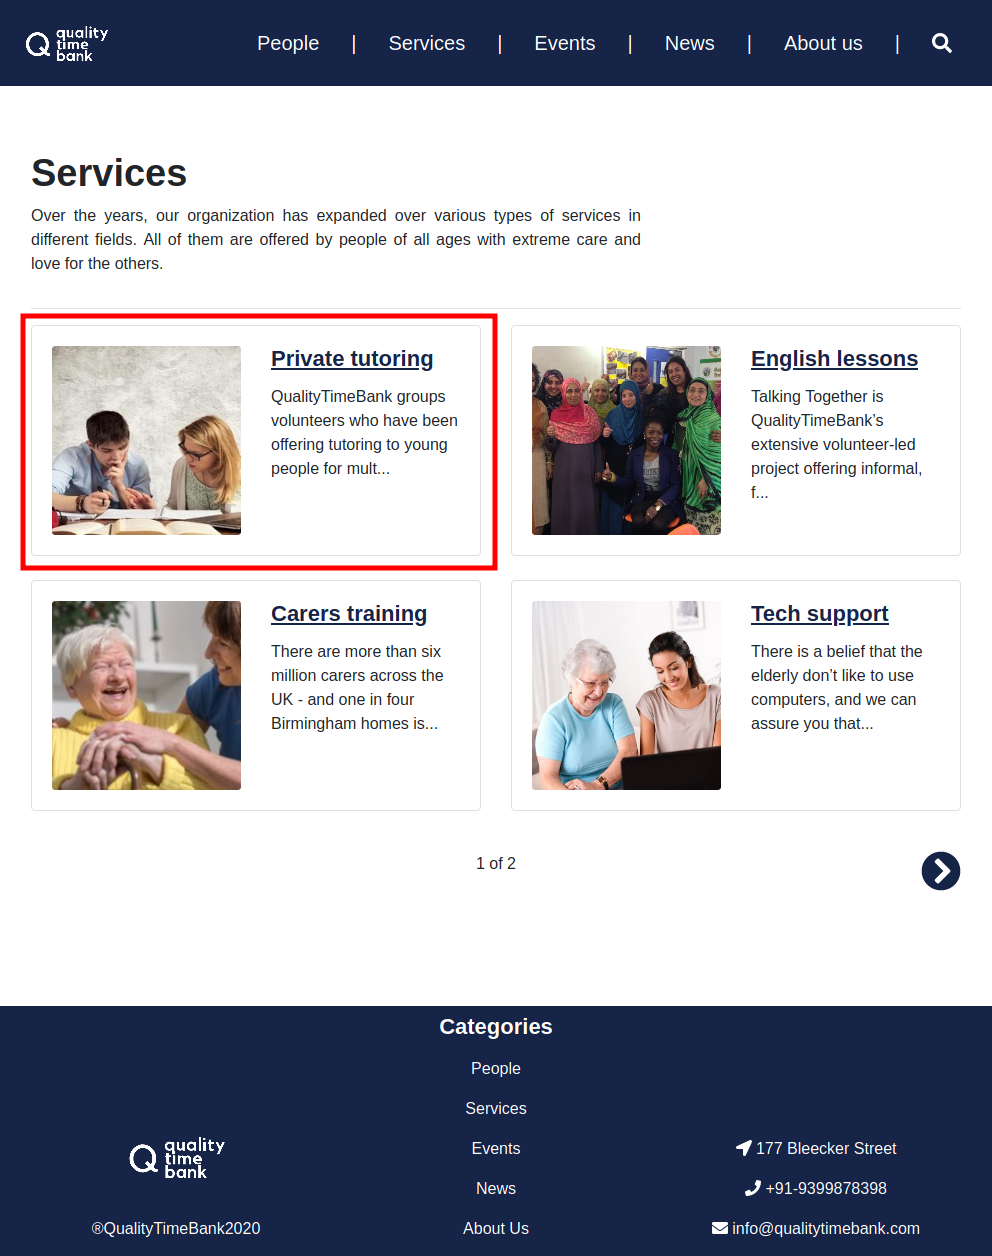 quality
time
bank
People | Services | Events | News | About us |
Services
Over the years, our organization has expanded over various types of services in
different fields. All of them are offered by people of all ages with extreme care and
love for the others.
Private tutoring
QualityTimeBank groups
volunteers who have been
offering tutoring to young
people for mult...
English lessons
Talking Together is
QualityTimeBank’s
extensive volunteer-led
project offering informal,
f...
Carers training
There are more than six
million carers across the
UK - and one in four
Birmingham homes is...
Tech support
There is a belief that the
elderly don’t like to use
computers, and we can
assure you that...
1 of 2
quality
time
bank
®QualityTimeBank2020
Categories
People
Services
Events
News
About Us
177 Bleecker Street
+91-9399878398
info@qualitytimebank.com